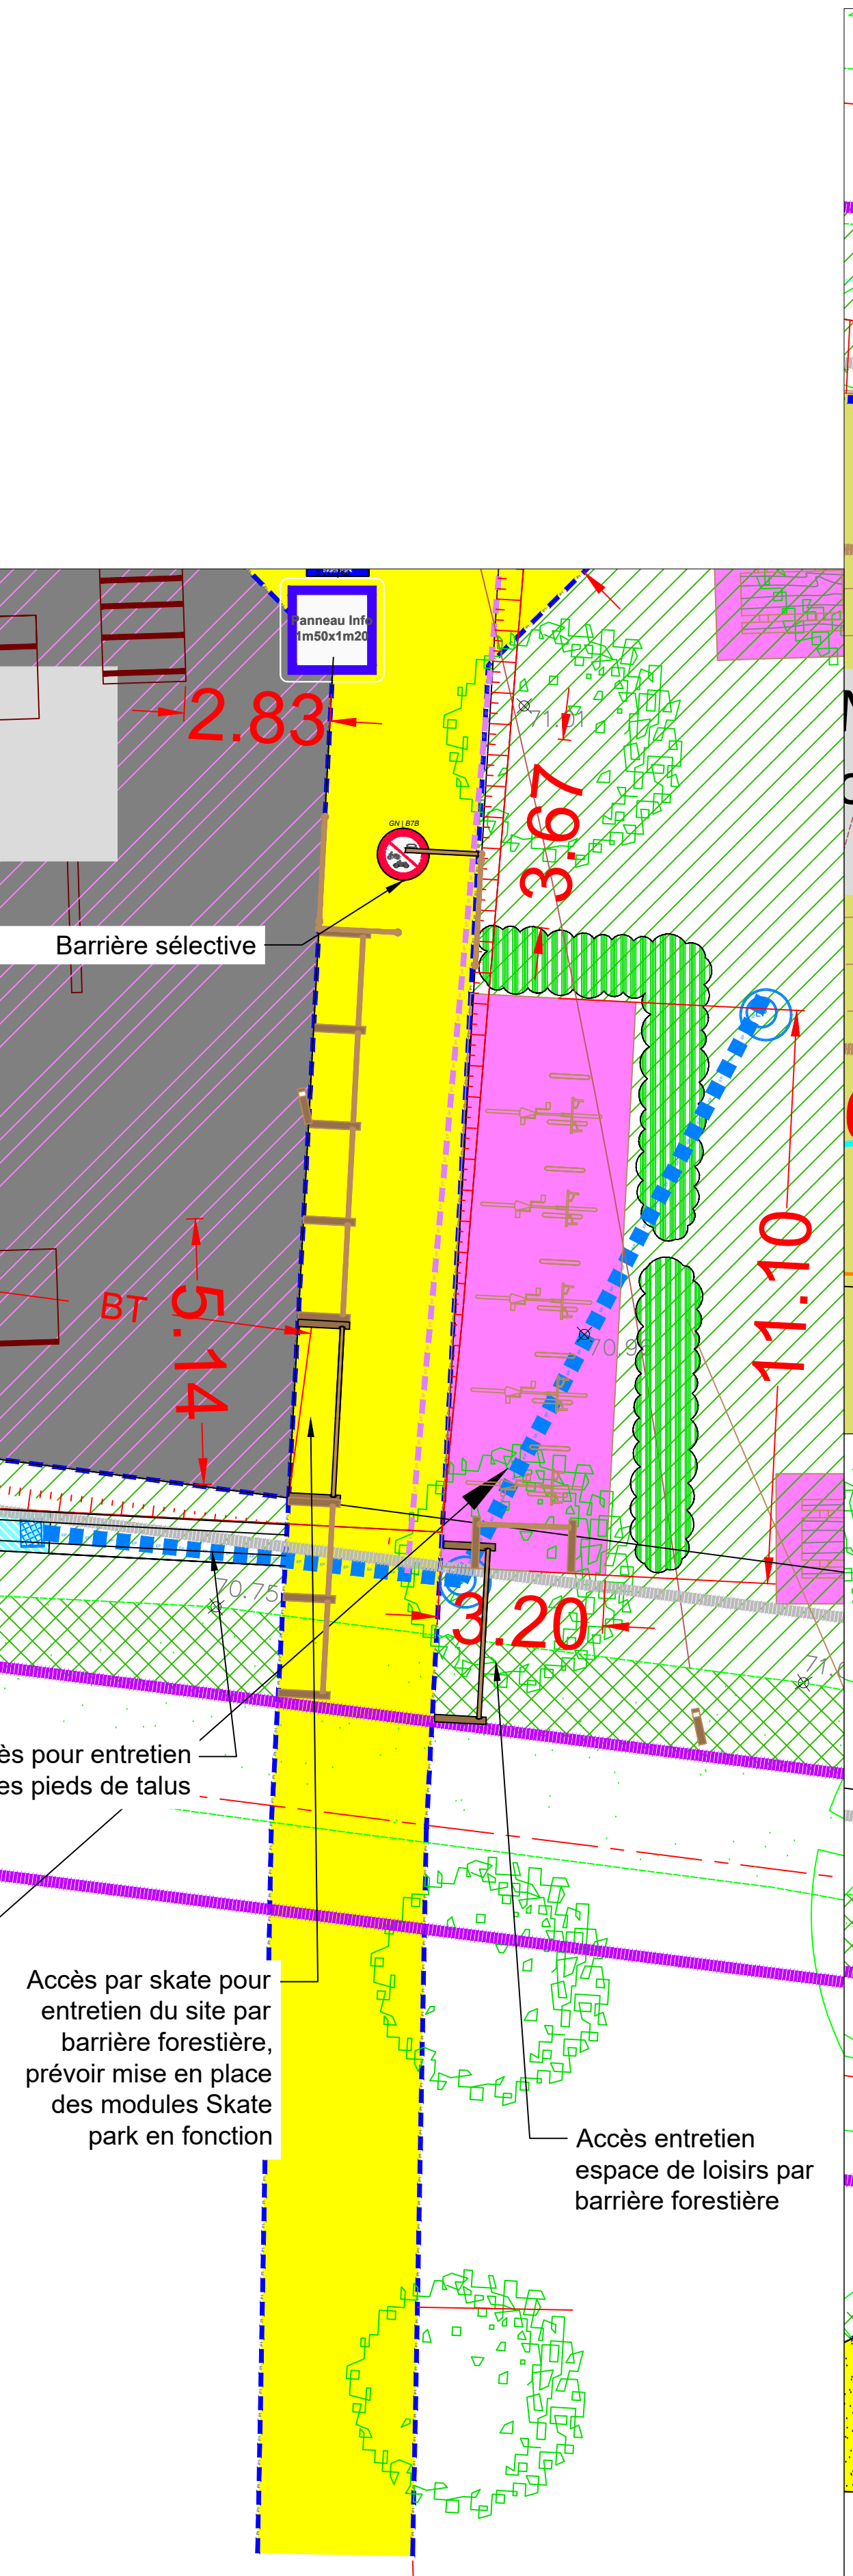 Panneau Info
1m50x1m20
2.83
71.01
3.67
GN | B7B
Barrière sélective
11.10
BT
5.14
70.75
3.20
ès pour entretien
es pieds de talus
Accès par skate pour
entretien du site par
barrière forestière,
prévoir mise en place
des modules Skate
park en fonction
Accès entretien
espace de loisirs par
barrière forestière